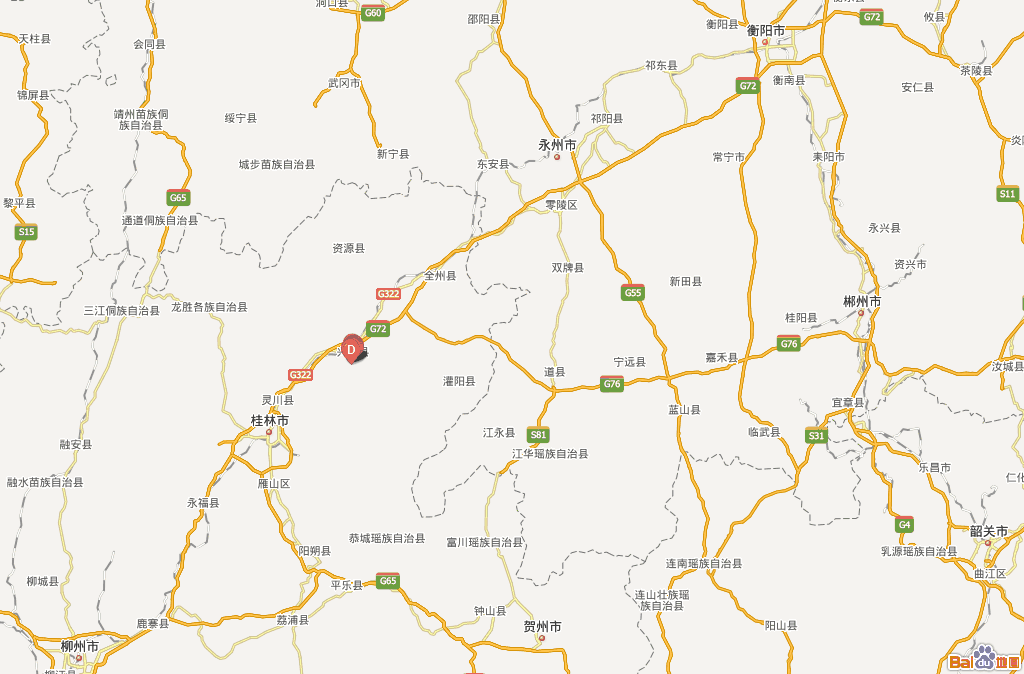 洞口县
G60
邵阳县
衡阳县
G72
攸县
天柱县
会同县
衡阳市
祁东县
茶陵县
武冈市
G72
衡南县
安仁县
锦屏县
靖州苗族侗
族自治县
绥宁县
祁阳县
永州市
新宁县
城步苗族自治县
东安县
常宁市
耒阳市
G65
S11
黎平县
通道侗族自治县
零陵区
S15
永兴县
资源县
资兴市
全州县
双牌县
新田县
G322
G55
三江侗族自治县
龙胜各族自治县
郴州市
桂阳县
G72
G76
D
嘉禾县
宁远县
汝城县
G322
道县
灌阳县
G76
灵川县
宜章县
蓝山县
桂林市
江永县
S81
临武县
S31
融安县
江华瑶族自治县
乐昌市
融水苗族自治县
雁山区
永福县
G4
韶关市
恭城瑶族自治县
富川瑶族自治县
阳朔县
乳源瑶族自治县
连南瑶族自治县
曲江区
柳城县
平乐县
G65
连山壮族瑶
族自治县
钟山县
鹿寨县
荔浦县
贺州市
阳山县
柳州市
Bai du 地图